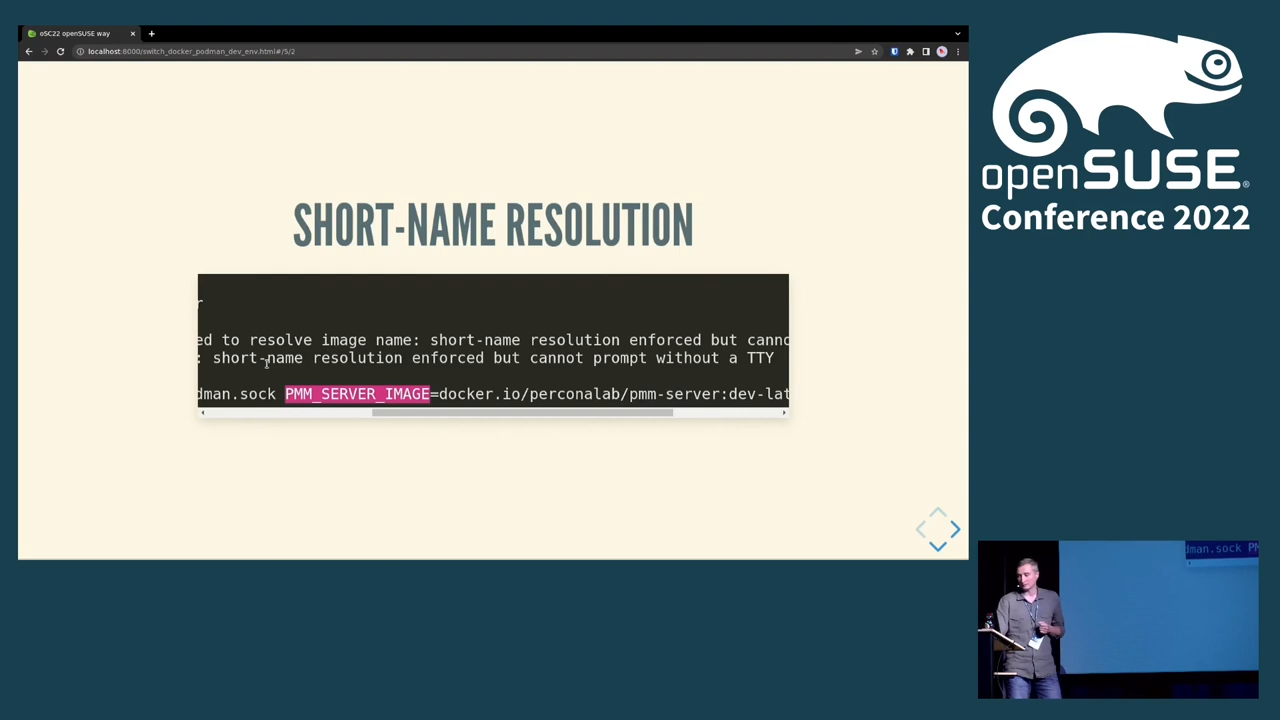 oSC22 openSUSE way
localhost:8000/switch_docker_podman_dev_env.html#/5/2
SHORT-NAME RESOLUTION
r
ed to resolve image name: short-name resolution enforced but canno
: short-name resolution enforced but cannot prompt without a TTY
dman.sock PMM_SERVER_IMAGE=docker.io/perconalab/pmm-server:dev-lat
openSUSE®
Conference 2022
dman.sock PM